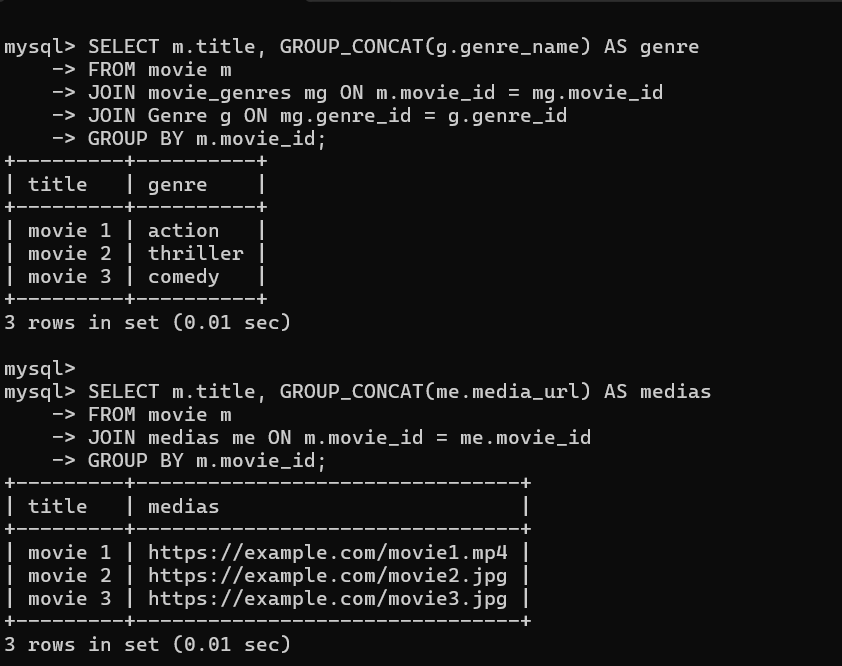 mysql> SELECT m.title, GROUP_CONCAT(g.genre_name) AS genre
    -> FROM movie m
    -> JOIN movie_genres mg ON m.movie_id = mg.movie_id
    -> JOIN Genre g ON mg.genre_id = g.genre_id
    -> GROUP BY m.movie_id;
+---------+----------+
| title   | genre    |
+---------+----------+
| movie 1 | action   |
| movie 2 | thriller |
| movie 3 | comedy   |
+---------+----------+
3 rows in set (0.01 sec)

mysql>
mysql> SELECT m.title, GROUP_CONCAT(me.media_url) AS medias
    -> FROM movie m
    -> JOIN medias me ON m.movie_id = me.movie_id
    -> GROUP BY m.movie_id;
+---------+--------------------------------+
| title   | medias                         |
+---------+--------------------------------+
| movie 1 | https://example.com/movie1.mp4 |
| movie 2 | https://example.com/movie2.jpg |
| movie 3 | https://example.com/movie3.jpg |
+---------+--------------------------------+
3 rows in set (0.01 sec)